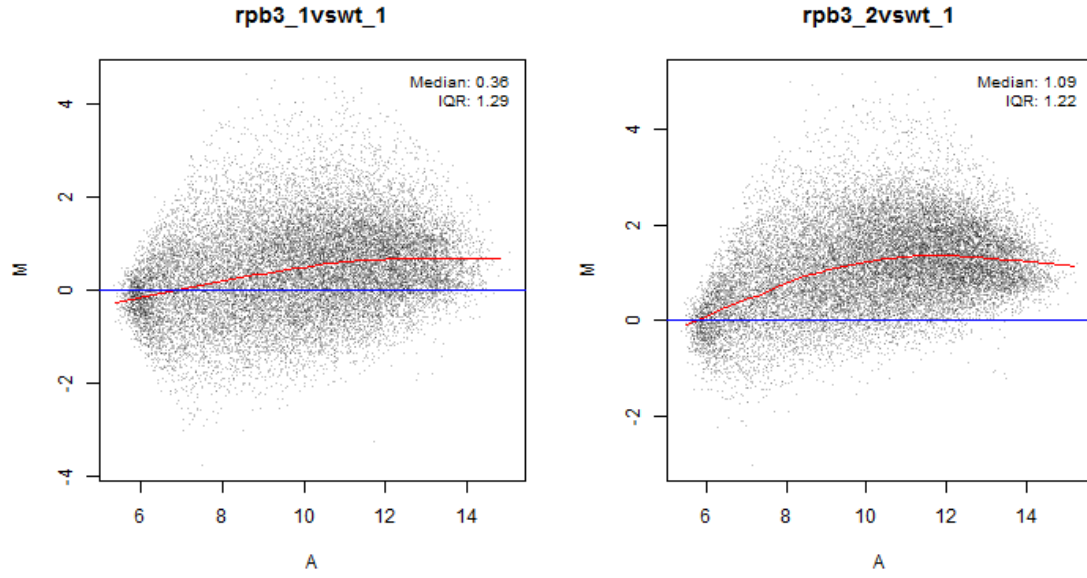 rpb3_1vswt_1
Median: 0.36
IQR: 1.29
M
4
2
0
-2
-4
6 8 10 12 14
A
rpb3_2vswt_1
Median: 1.09
IQR: 1.22
M
4
2
0
-2
6 8 10 12 14
A